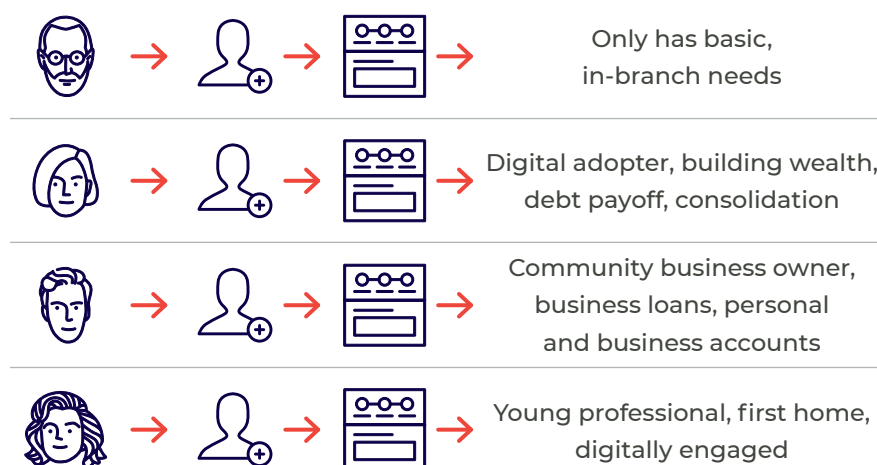 Only has basic,
in-branch needs
Digital adopter, building wealth,
debt payoff, consolidation
Community business owner,
business loans, personal
and business accounts
Young professional, first home,
digitally engaged